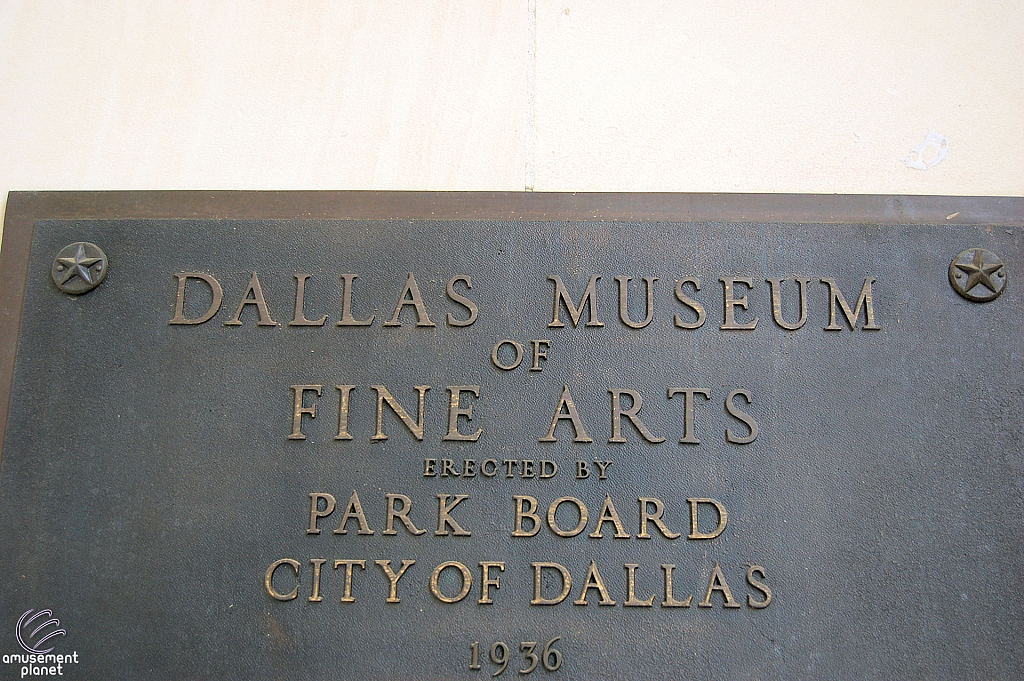 DALLAS MUSEUM
OF
FINE ARTS
ERECTED BY
PARK BOARD
CITY OF DALLAS
1936
amusement
planet